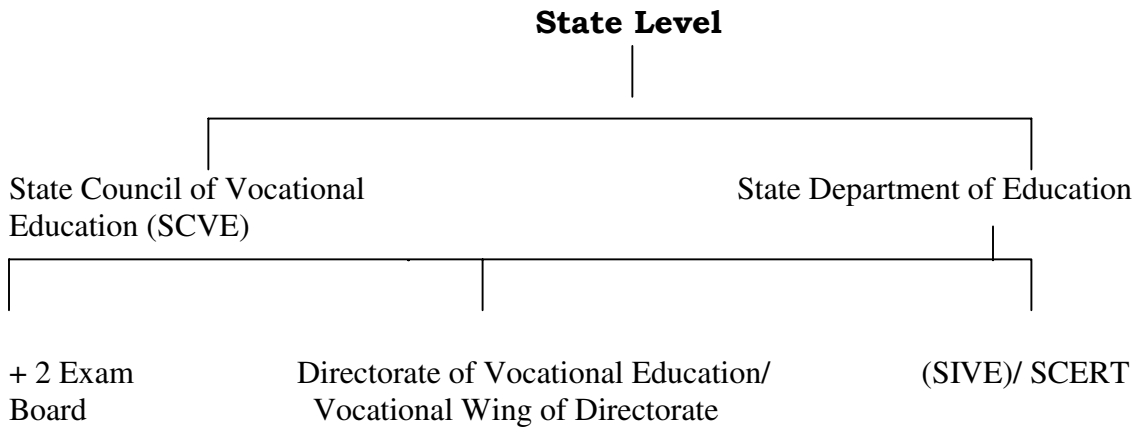 State Level
State Council of Vocational
Education (SCVE)
State Department of Education
+ 2 Exam
Board
Directorate of Vocational Education/
Vocational Wing of Directorate
(SIVE)/ SCERT